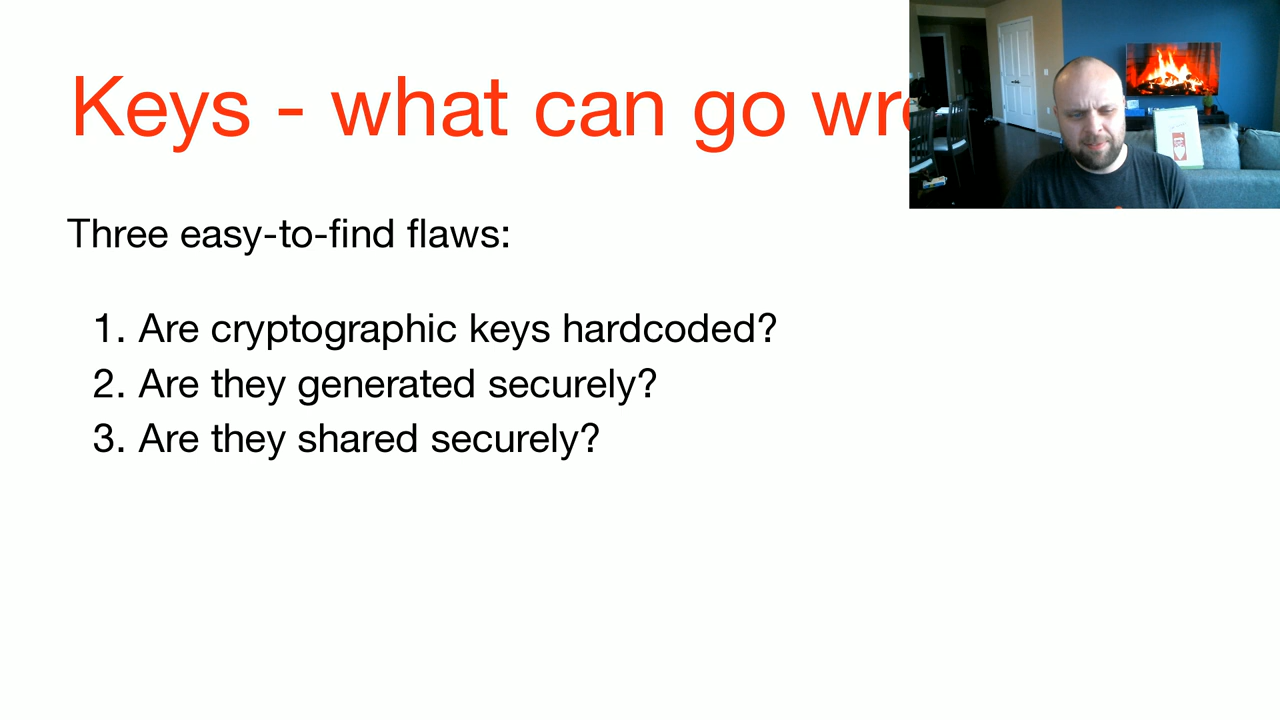 Keys - what can go
Three easy-to-find flaws:
1. Are cryptographic keys hardcoded?
2. Are they generated securely?
3. Are they shared securely?